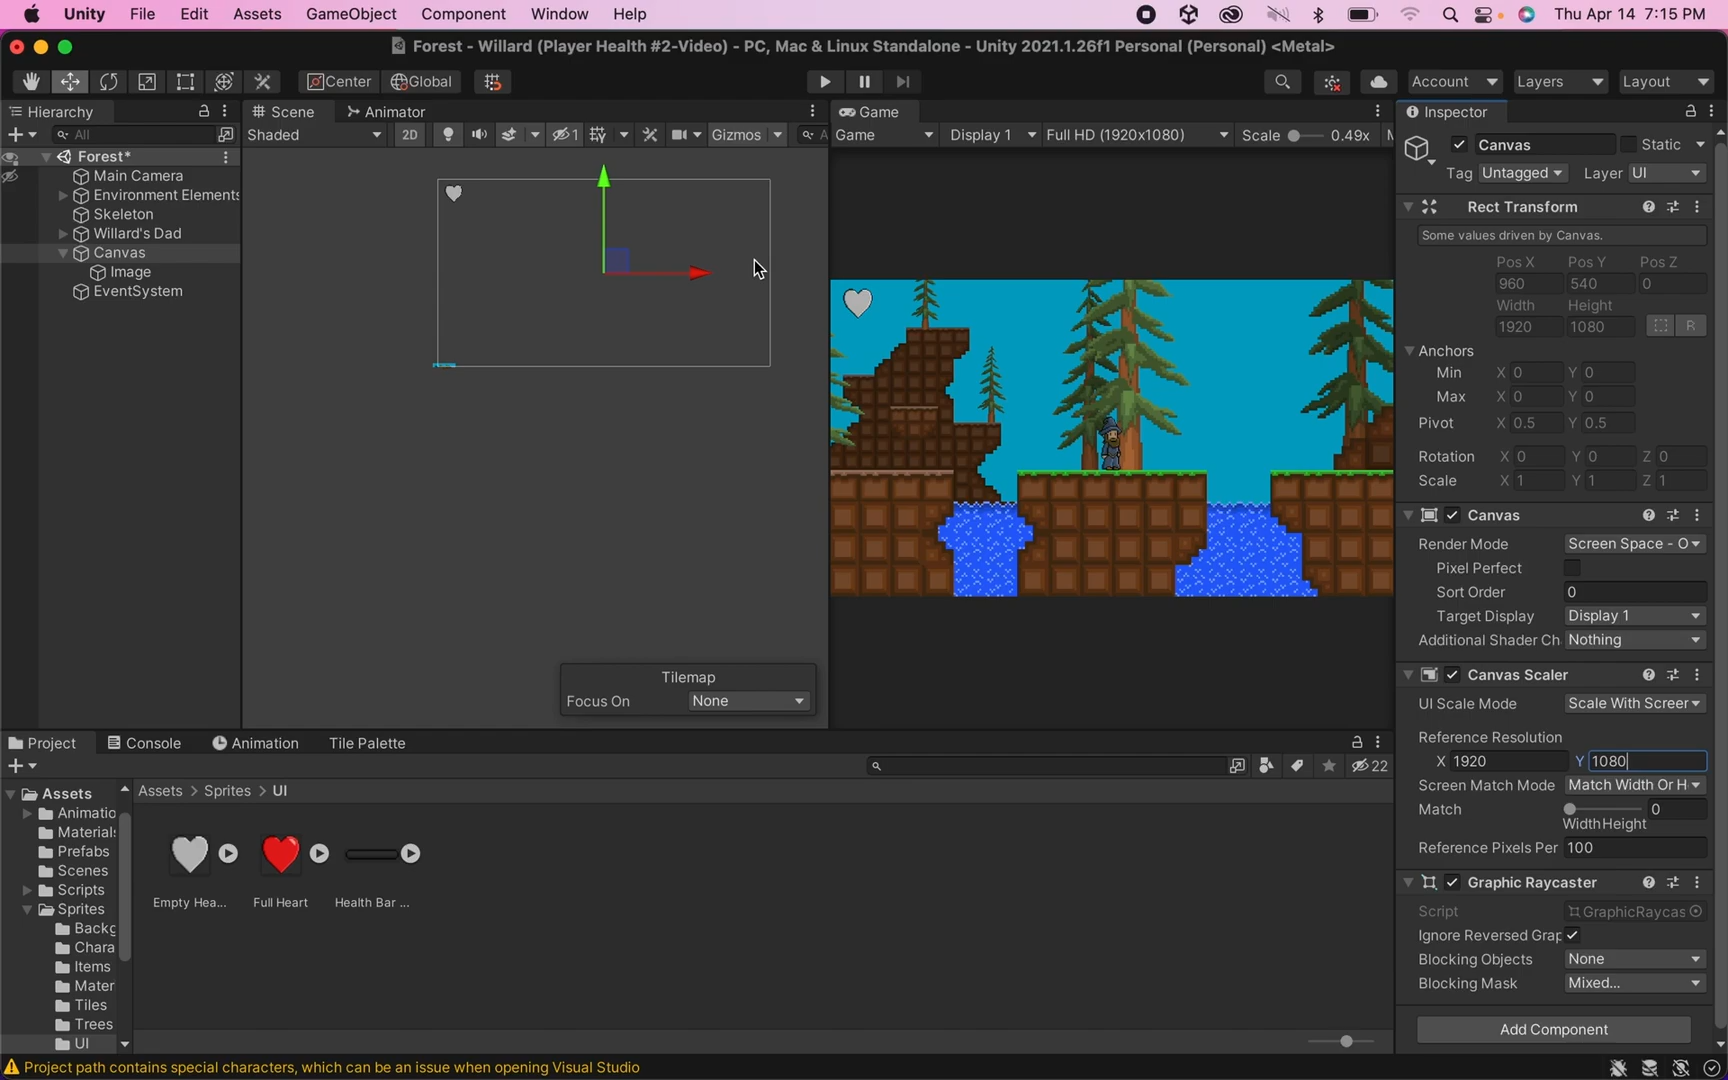 Unity File Edit Assets GameObject Component Window Help Thu Apr 14 7:15 PM
Forest - Willard (Player Health #2-Video) - PC, Mac & Linux Standalone - Unity 2021.1.26f1 Personal (Personal) <Metal>
Center Global Account Layers Layout
Hierarchy Scene Animator Game Inspector
All Shaded 2D 1 Gizmos A Game Display 1 Full HD (1920x1080) Scale 0.49x
Canvas Static
Tag Untagged Layer UI
Forest*
Main Camera
Environment Elements
Skeleton
Willard's Dad
Canvas
Image
EventSystem
Rect Transform
Some values driven by Canvas.
Pos X Pos Y Pos Z
960 540 0
Width Height
1920 1080 R
Anchors
Min X 0 Y 0
Max X 0 Y 0
Pivot X 0.5 Y 0.5
Rotation X 0 Y 0 Z 0
Scale X 1 Y 1 Z 1
Canvas
Render Mode Screen Space - O
Pixel Perfect
Sort Order 0
Target Display Display 1
Additional Shader Ch Nothing
Canvas Scaler
UI Scale Mode Scale With Screer
Reference Resolution
X 1920 Y 1080
Screen Match Mode Match Width Or H
Match 0
Width Height
Reference Pixels Per 100
Graphic Raycaster
Script GraphicRaycas
Ignore Reversed Grap
Blocking Objects None
Blocking Mask Mixed...
Add Component
Tilemap
Focus On None
Project Console Animation Tile Palette
22
Assets > Sprites > UI
Assets
Animatio
Materials
Prefabs
Scenes
Scripts
Sprites
Backg
Chara
Items
Mater
Tiles
Trees
UI
Empty Hea... Full Heart Health Bar ...
Project path contains special characters, which can be an issue when opening Visual Studio